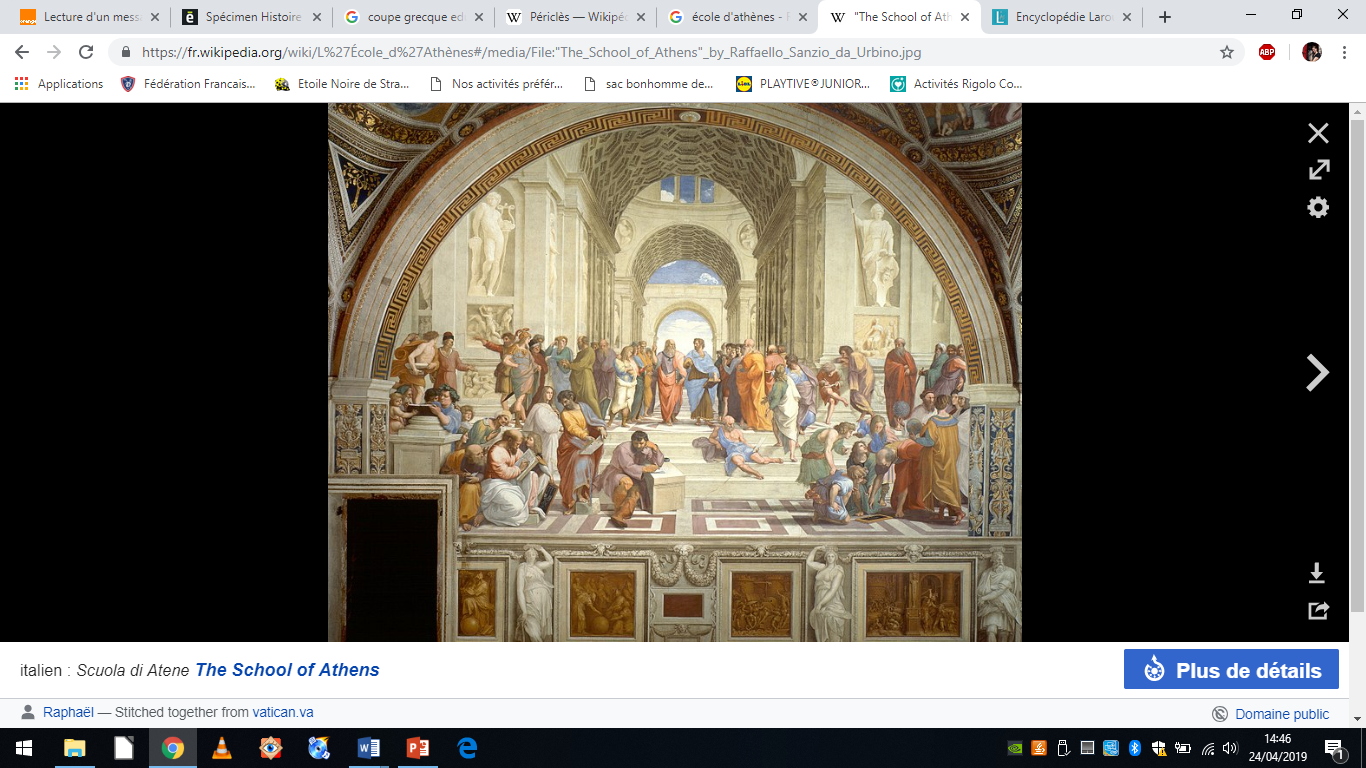 Lecture d'un mess
Spécimen Histoire
coupe grecque ed
Périclès — Wikipé
école d'athènes -
"The School of Ath
Encyclopédie Laro
https://fr.wikipedia.org/wiki/L%27École_d%27Athènes#/media/File:"The_School_of_Athens"_by_Raffaello_Sanzio_da_Urbino.jpg
ABP
Applications
Fédération Francais...
Etoile Noire de Stra...
Nos activités préfér...
sac bonhomme de...
PLAYTIVE®JUNIOR...
Activités Rigolo Co...
italien : Scuola di Atene The School of Athens
Plus de détails
Raphaël — Stitched together from vatican.va
Domaine public
14:46
24/04/2019
1